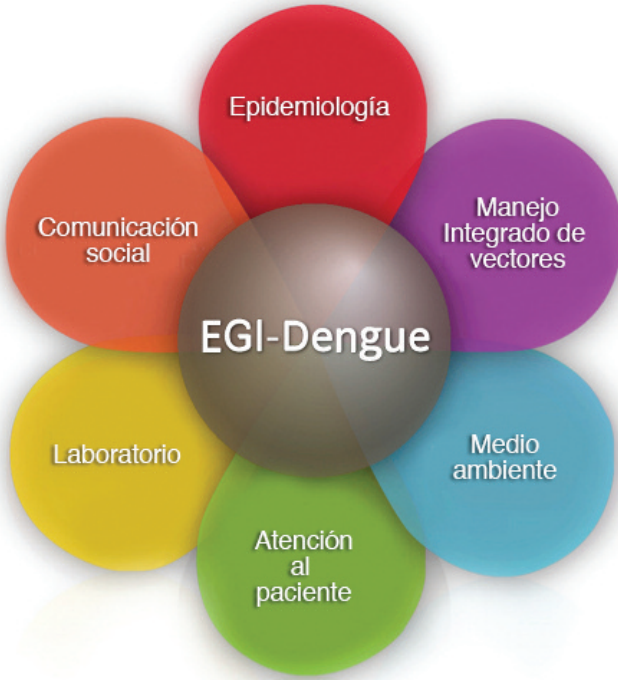 Epidemiología
Manejo
Integrado de
vectores
Comunicación
social
EGI-Dengue
Medio
ambiente
Laboratorio
Atención
al
paciente